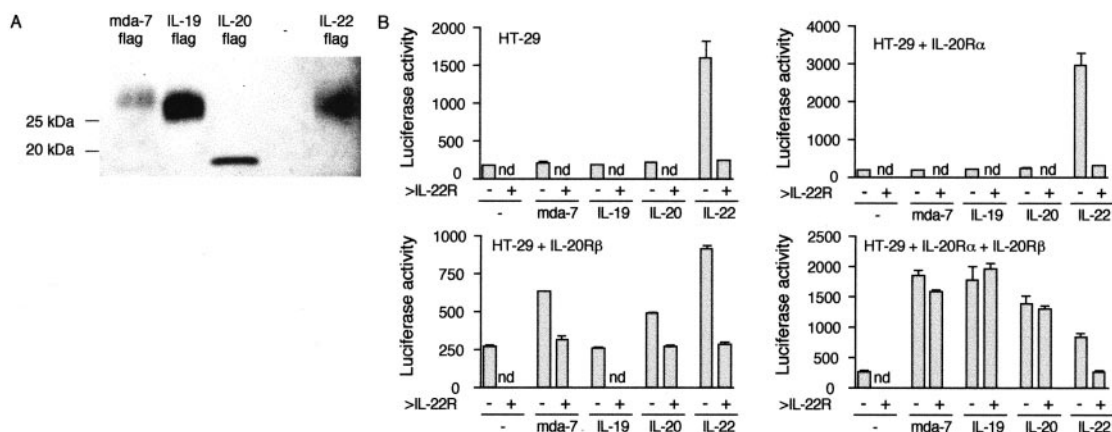 A
mda-7 IL-19 IL-20 - IL-22
flag flag flag flag
25 kDa
20 kDa
B
HT-29
Luciferase activity
2000
1500
1000
500
0
nd nd nd nd
>IL-22R - + - + - + - + - +
- mda-7 IL-19 IL-20 IL-22
HT-29 + IL-20Rα
Luciferase activity
4000
3000
2000
1000
0
nd nd nd nd
>IL-22R - + - + - + - + - +
- mda-7 IL-19 IL-20 IL-22
HT-29 + IL-20Rβ
Luciferase activity
1000
750
500
250
0
nd nd
>IL-22R - + - + - + - + - +
- mda-7 IL-19 IL-20 IL-22
HT-29 + IL-20Rα + IL-20Rβ
Luciferase activity
2500
2000
1500
1000
500
0
nd
>IL-22R - + - + - + - + - +
- mda-7 IL-19 IL-20 IL-22